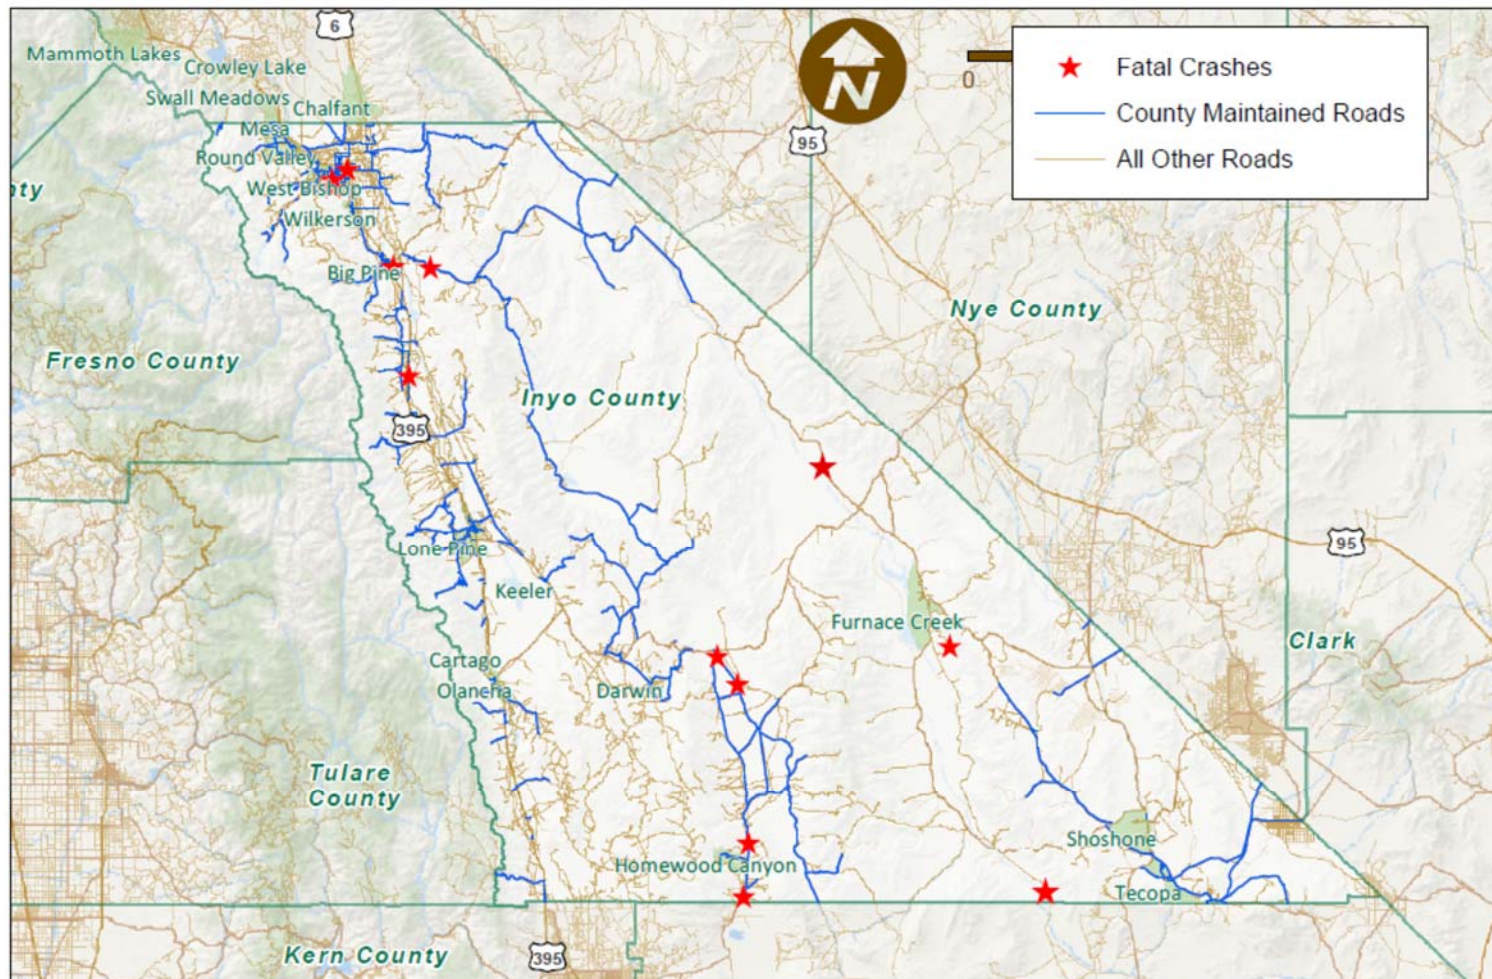 6
Mammoth Lakes
Crowley Lake
Swall Meadows
Chalfant
Mesa
Round Valley
West Bishop
Wilkerson
Big Pine
N
0
Fatal Crashes
County Maintained Roads
All Other Roads
95
nty
Nye County
Fresno County
Inyo County
395
95
Lone Pine
Keeler
Furnace Creek
Clark
Cartago
Olancha
Darwin
Tulare
County
Shoshone
Homewood Canyon
Tecopa
Kern County
395